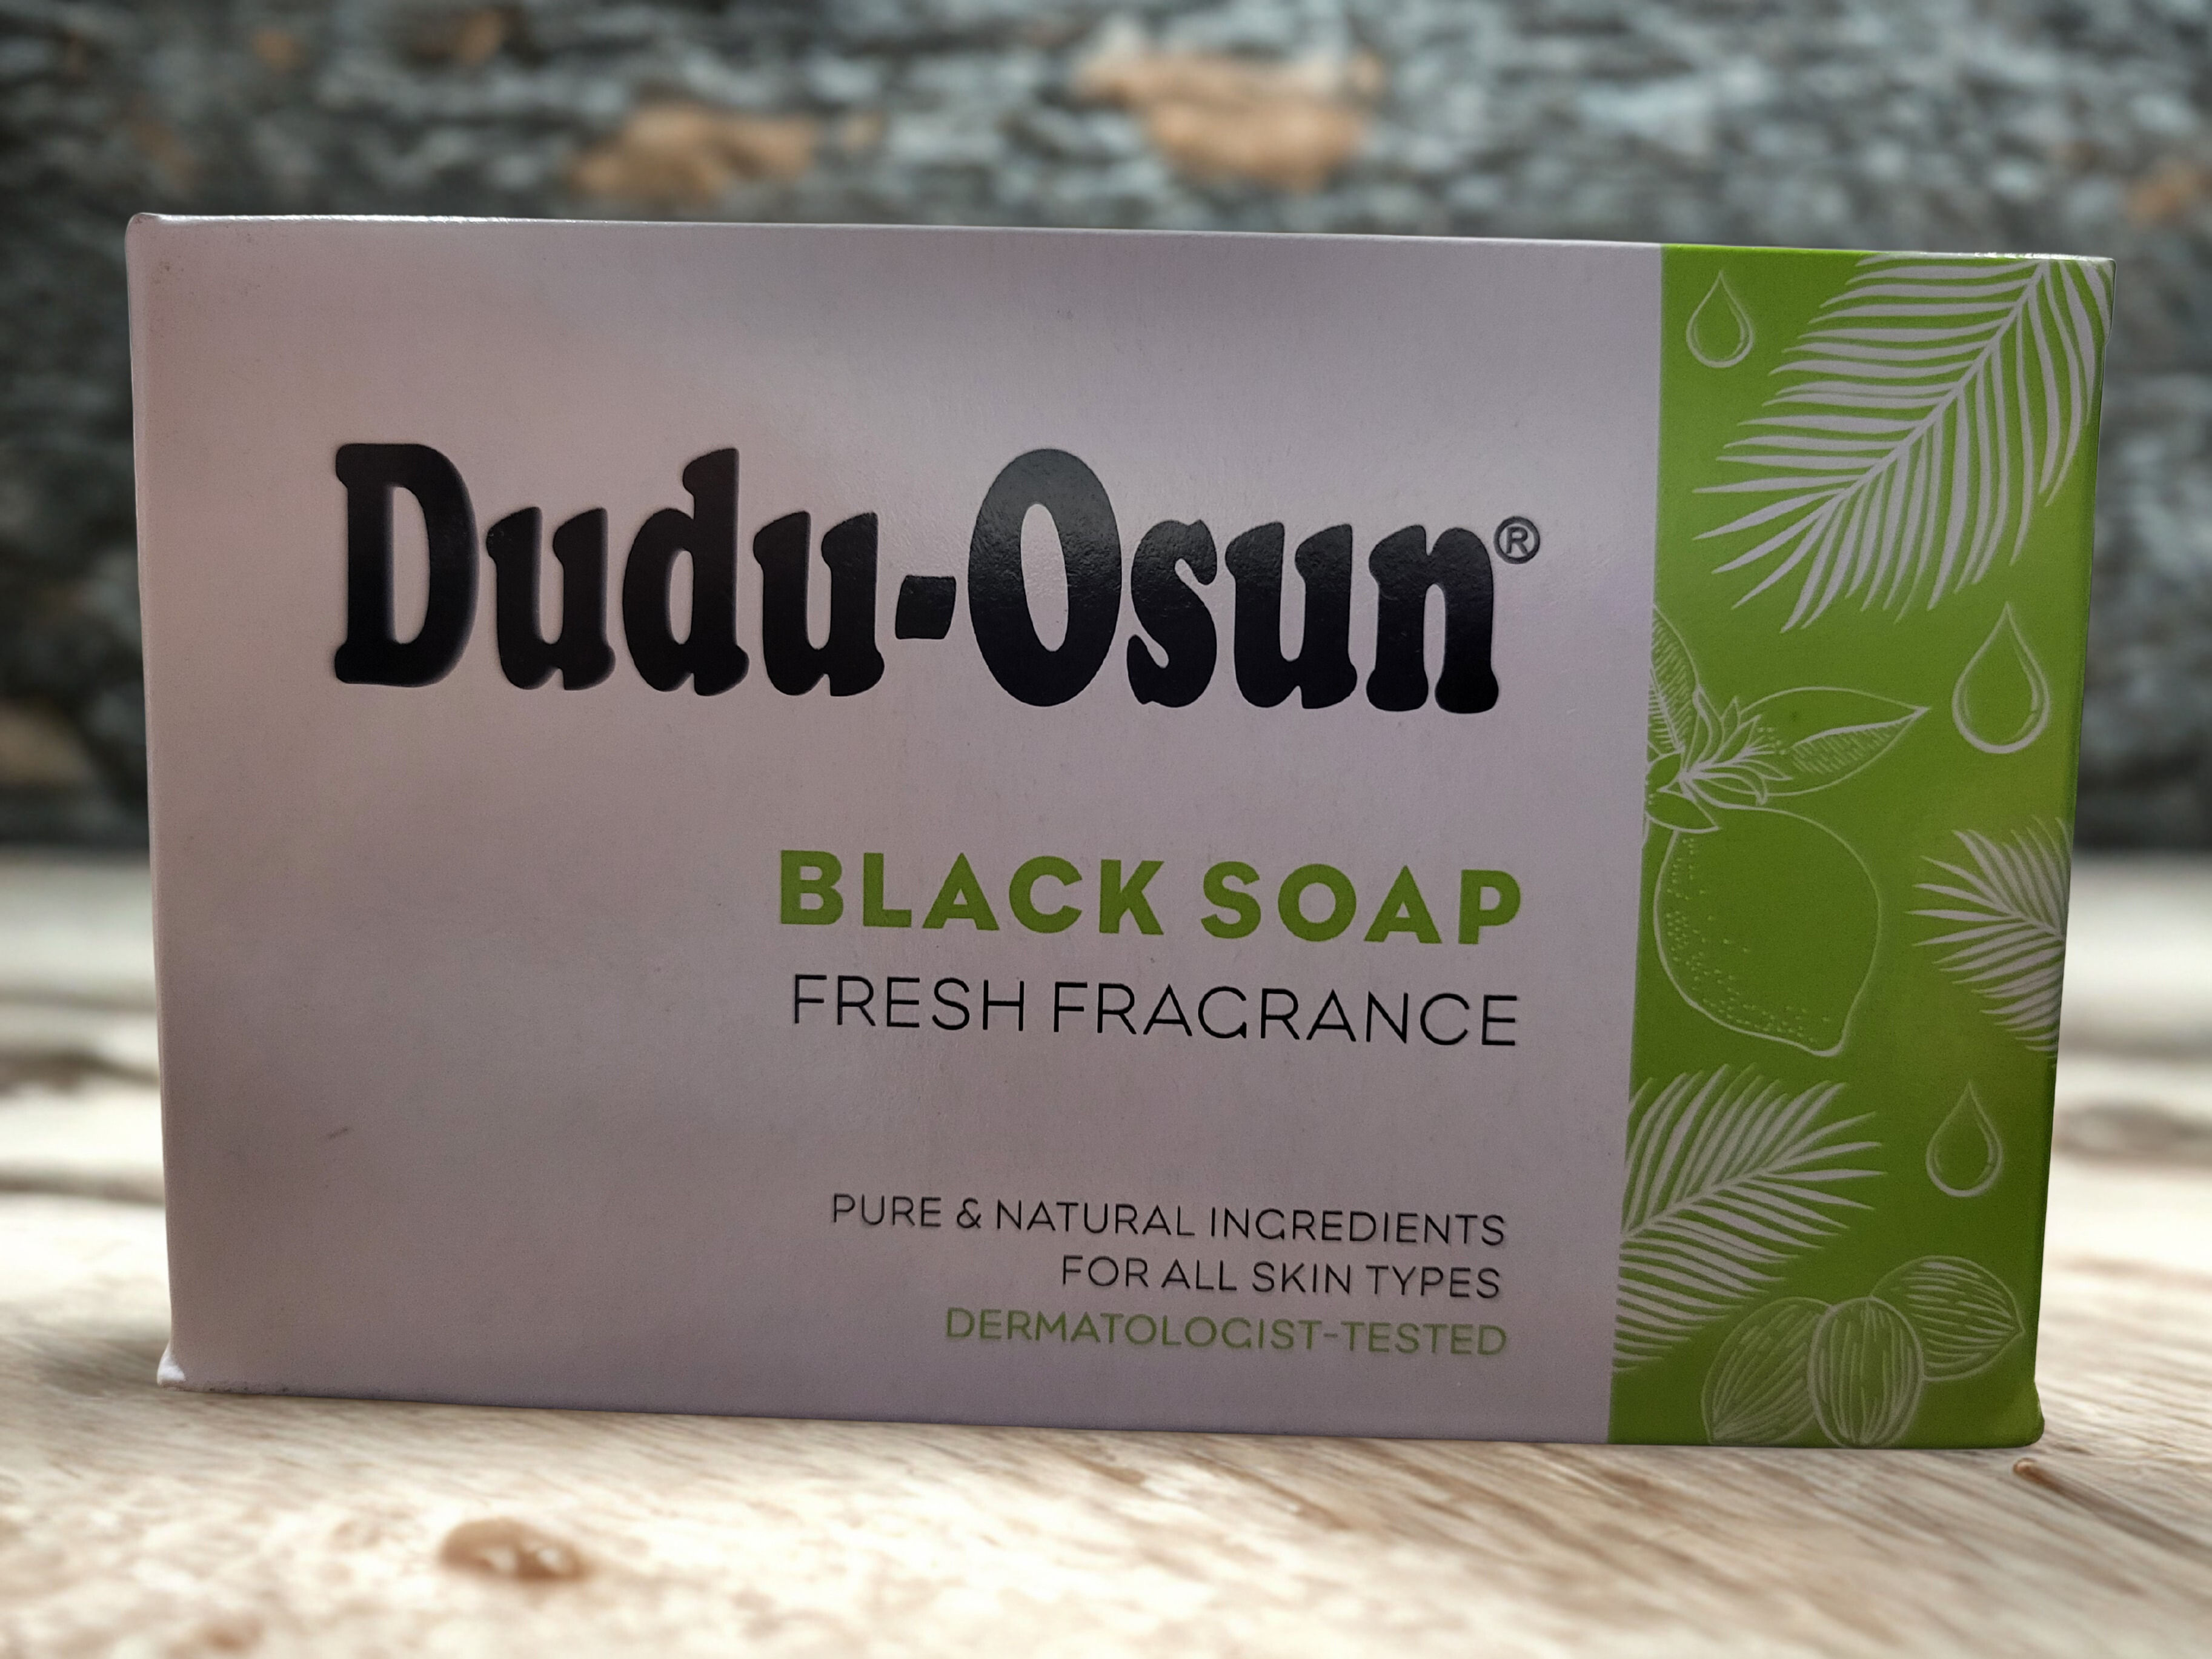 Dudu-Osun®
BLACK SOAP
FRESH FRAGRANCE
PURE & NATURAL INGREDIENTS
FOR ALL SKIN TYPES
DERMATOLOGIST-TESTED